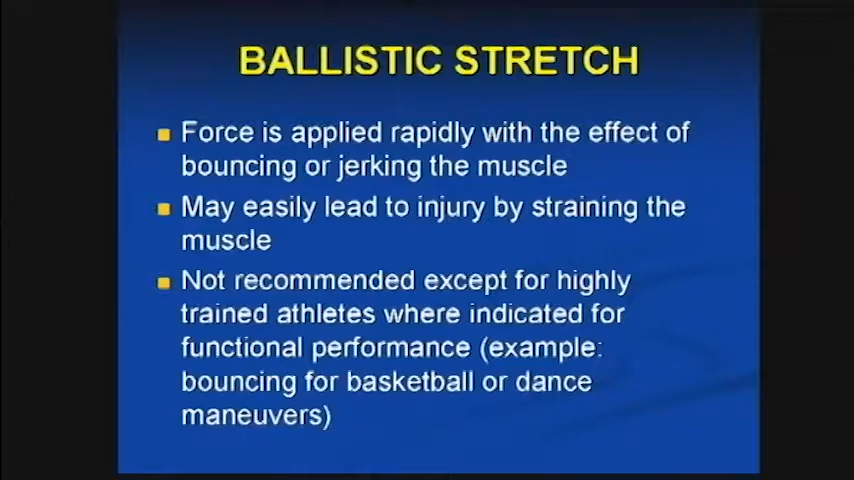 BALLISTIC STRETCH
Force is applied rapidly with the effect of
bouncing or jerking the muscle
May easily lead to injury by straining the
muscle
Not recommended except for highly
trained athletes where indicated for
functional performance (example:
bouncing for basketball or dance
maneuvers)